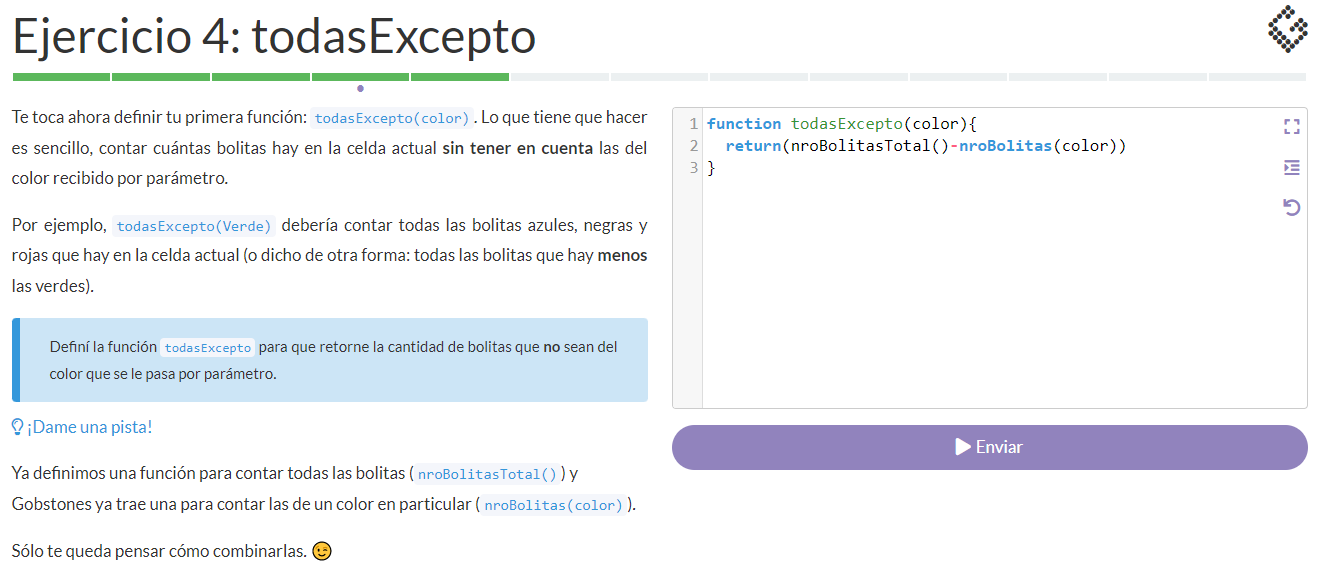 Ejercicio 4: todasExcepto
Te toca ahora definir tu primera función: todasExcepto(color) . Lo que tiene que hacer
es sencillo, contar cuántas bolitas hay en la celda actual sin tener en cuenta las del
color recibido por parámetro.
Por ejemplo, todasExcepto(Verde) debería contar todas las bolitas azules, negras y
rojas que hay en la celda actual (o dicho de otra forma: todas las bolitas que hay menos
las verdes).
Definí la función todasExcepto para que retorne la cantidad de bolitas que no sean del
color que se le pasa por parámetro.
¡Dame una pista!
Ya definimos una función para contar todas las bolitas ( nroBolitasTotal() ) y
Gobstones ya trae una para contar las de un color en particular ( nroBolitas(color) ).
Sólo te queda pensar cómo combinarlas. 😉
1 function todasExcepto(color){
2   return(nroBolitasTotal()-nroBolitas(color))
3 }
Enviar